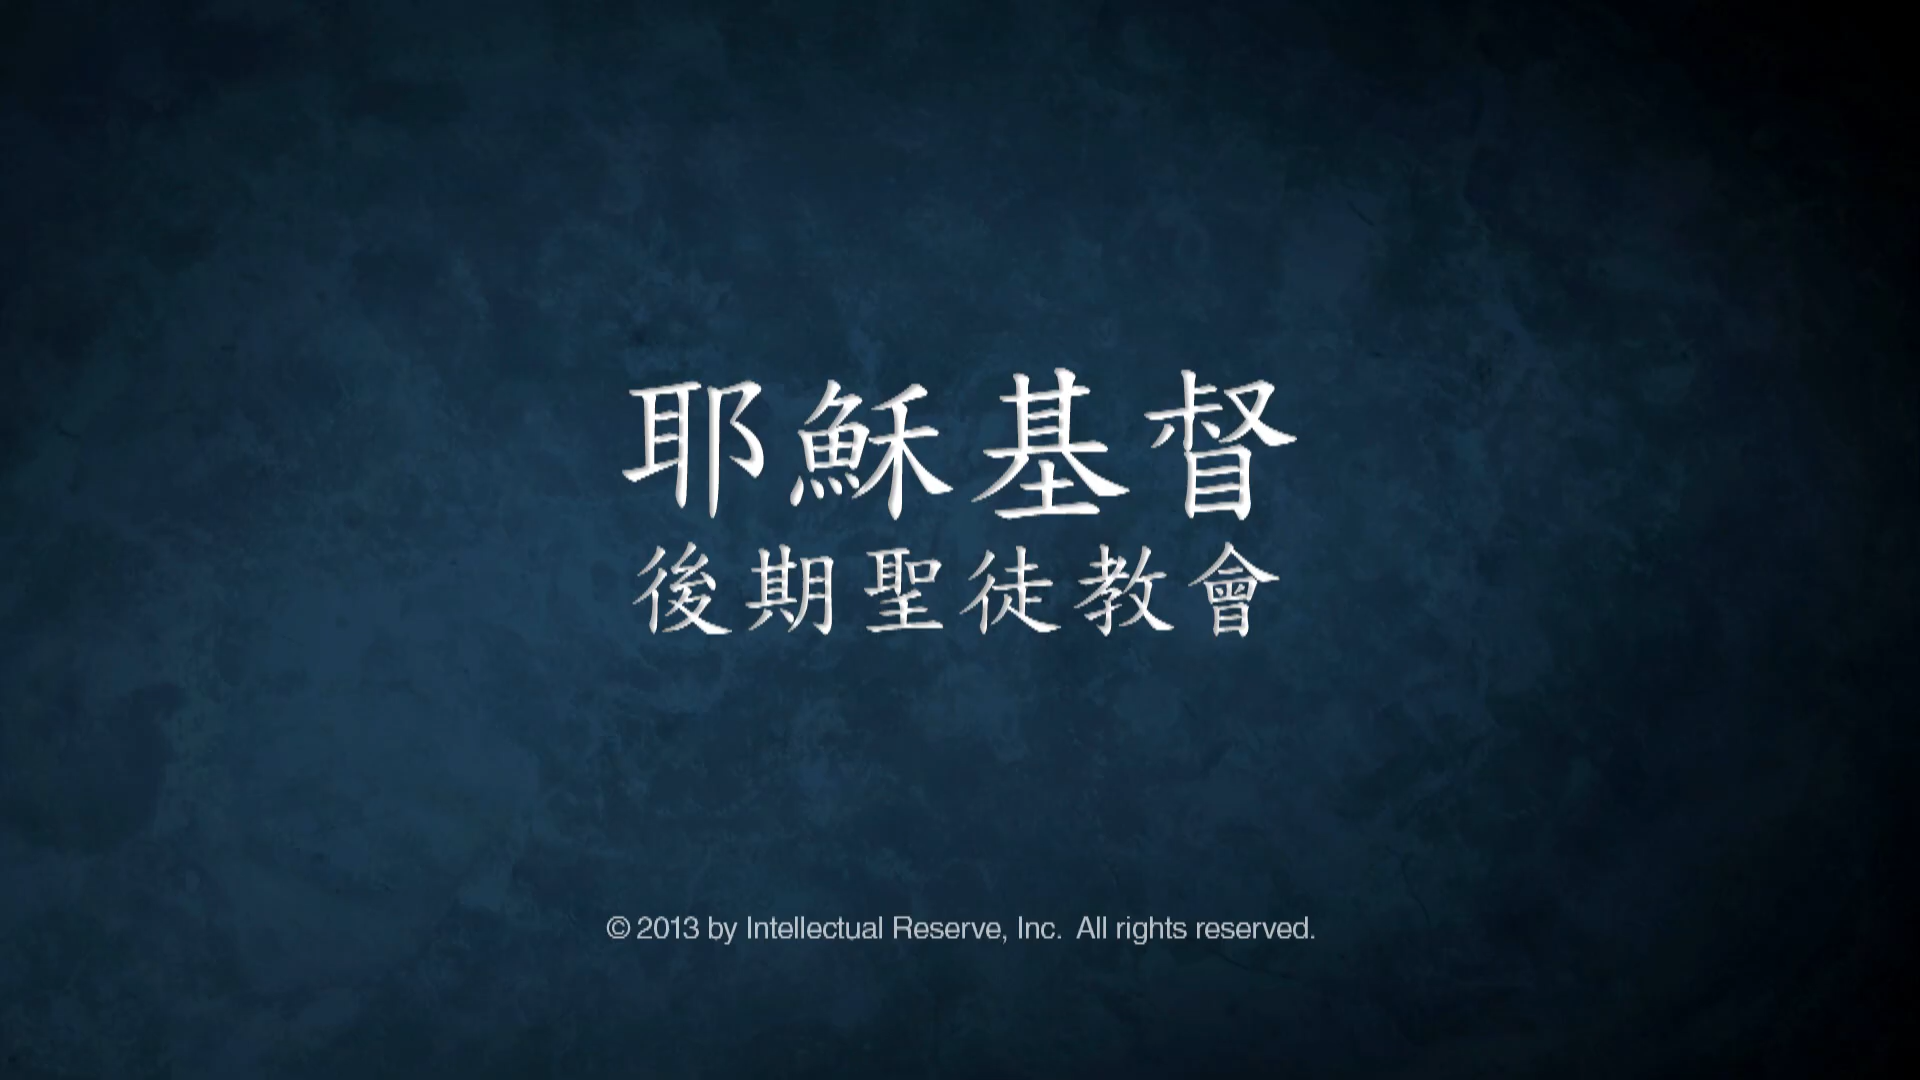 耶穌基督
後期聖徒教會
© 2013 by Intellectual Reserve, Inc. All rights reserved.